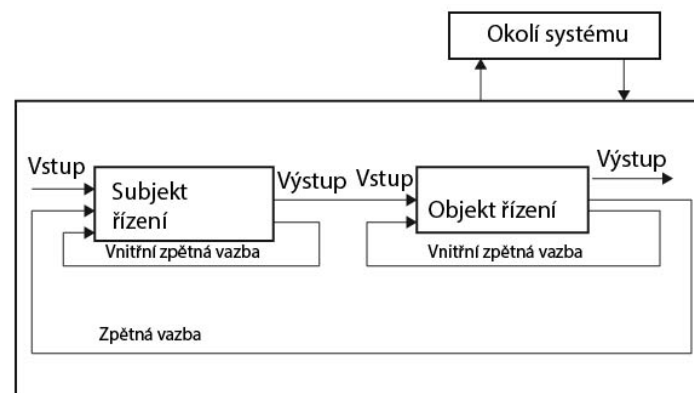 Okolí systému
Vstup
Subjekt
řízení
Výstup
Vstup
Objekt řízení
Výstup
Vnitřní zpětná vazba
Vnitřní zpětná vazba
Zpětná vazba